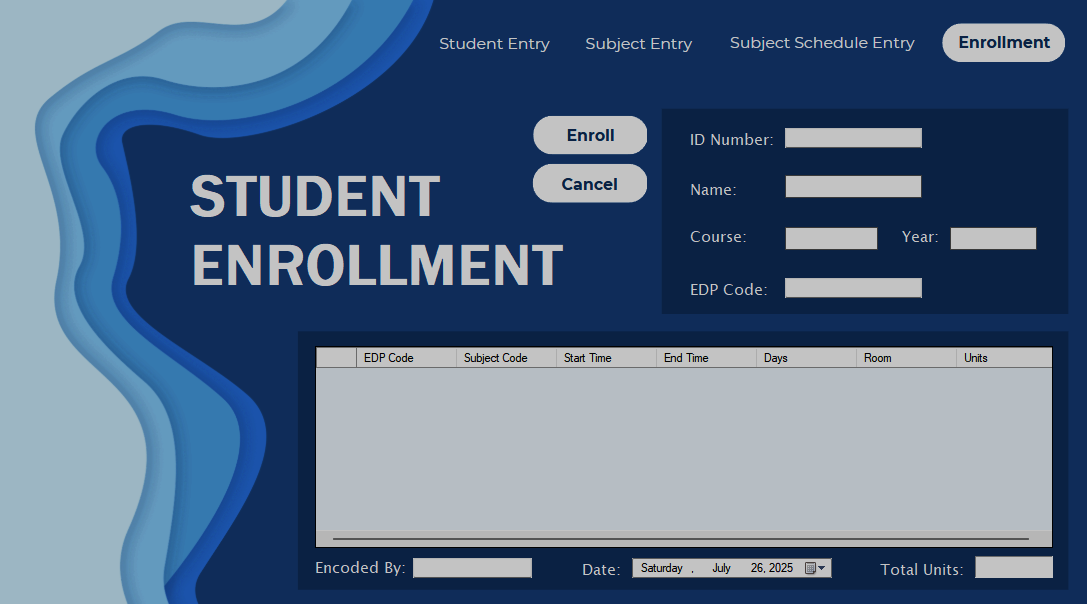 Student Entry Subject Entry Subject Schedule Entry Enrollment
Enroll
Cancel
STUDENT
ENROLLMENT
ID Number:
Name:
Course: Year:
EDP Code:
EDP Code Subject Code Start Time End Time Days Room Units
Encoded By: Date: Saturday , July 26, 2025 Total Units: